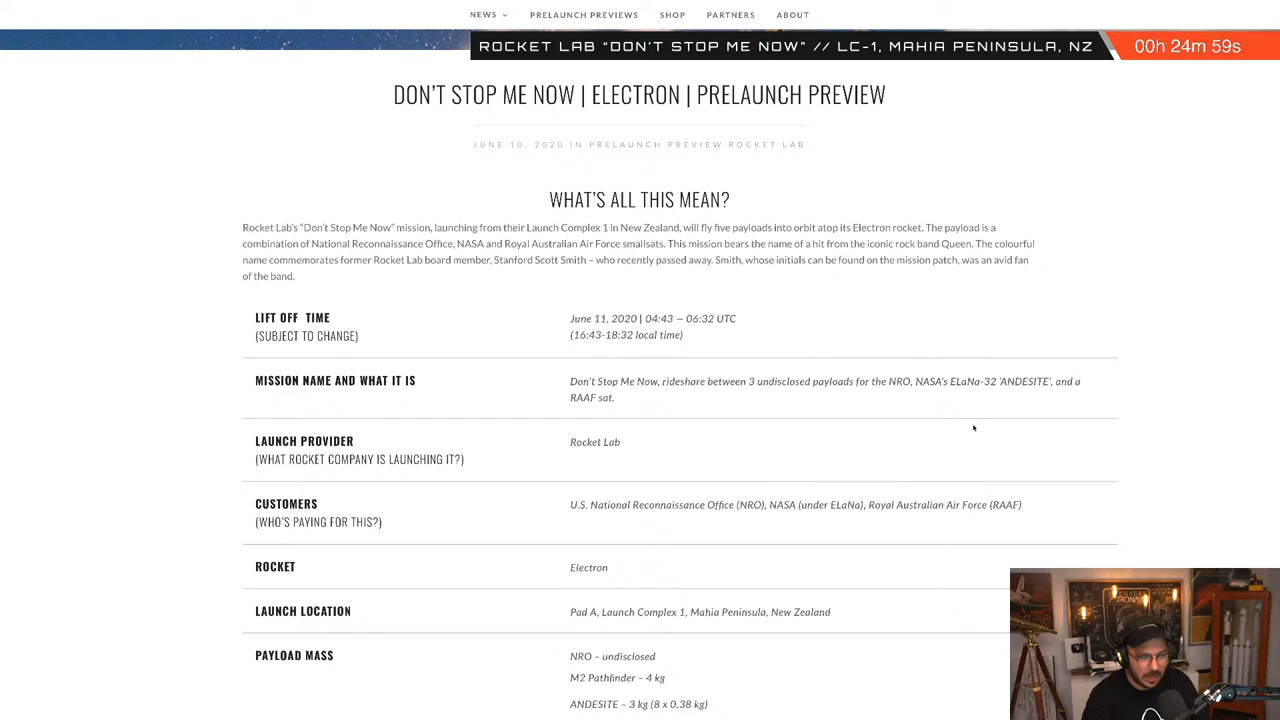 NEWS PRELAUNCH PREVIEWS SHOP PARTNERS ABOUT
ROCKET LAB "DON'T STOP ME NOW" // LC-1, MAHIA PENINSULA, NZ 00h 24m 59s
DON'T STOP ME NOW | ELECTRON | PRELAUNCH PREVIEW
JUNE 10, 2020 IN PRELAUNCH PREVIEW ROCKET LAB
WHAT'S ALL THIS MEAN?
Rocket Lab's "Don't Stop Me Now" mission, launching from their Launch Complex 1 in New Zealand, will fly five payloads into orbit atop its Electron rocket. The payload is a
combination of National Reconnaissance Office, NASA and Royal Australian Air Force smallsats. This mission bears the name of a hit from the iconic rock band Queen. The colourful
name commemorates former Rocket Lab board member, Stanford Scott Smith – who recently passed away. Smith, whose initials can be found on the mission patch, was an avid fan
of the band.
LIFT OFF TIME
(SUBJECT TO CHANGE)
June 11, 2020 | 04:43 — 06:32 UTC
(16:43-18:32 local time)
MISSION NAME AND WHAT IT IS
Don't Stop Me Now, rideshare between 3 undisclosed payloads for the NRO, NASA's ELaNa-32 'ANDESITE', and a
RAAF sat.
LAUNCH PROVIDER
(WHAT ROCKET COMPANY IS LAUNCHING IT?)
Rocket Lab
CUSTOMERS
(WHO'S PAYING FOR THIS?)
U.S. National Reconnaissance Office (NRO), NASA (under ELaNa), Royal Australian Air Force (RAAF)
ROCKET
Electron
LAUNCH LOCATION
Pad A, Launch Complex 1, Mahia Peninsula, New Zealand
PAYLOAD MASS
NRO – undisclosed
M2 Pathfinder – 4 kg
ANDESITE – 3 kg (8 x 0.38 kg)